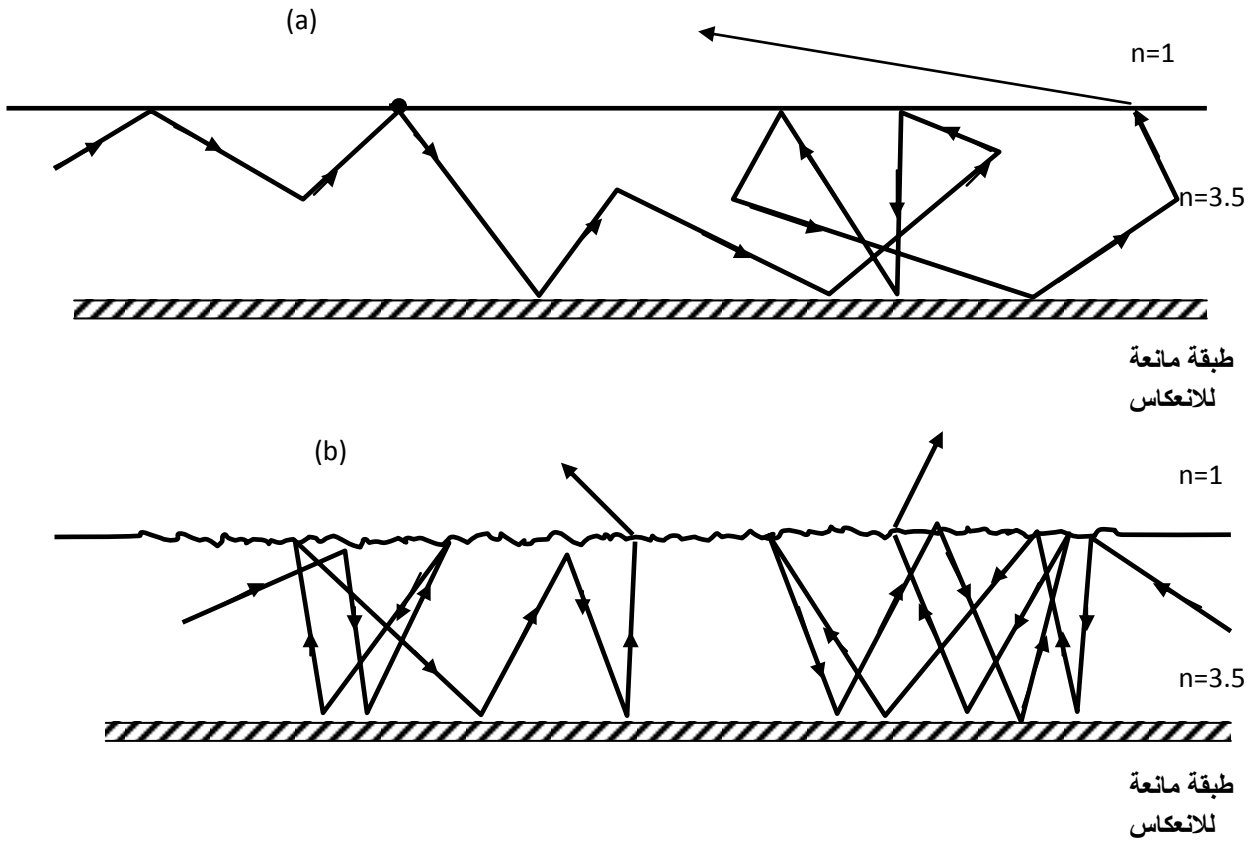 (a)
n=1
n=3.5
طبقة مانعة
للانعكاس
(b)
n=1
n=3.5
طبقة مانعة
للانعكاس